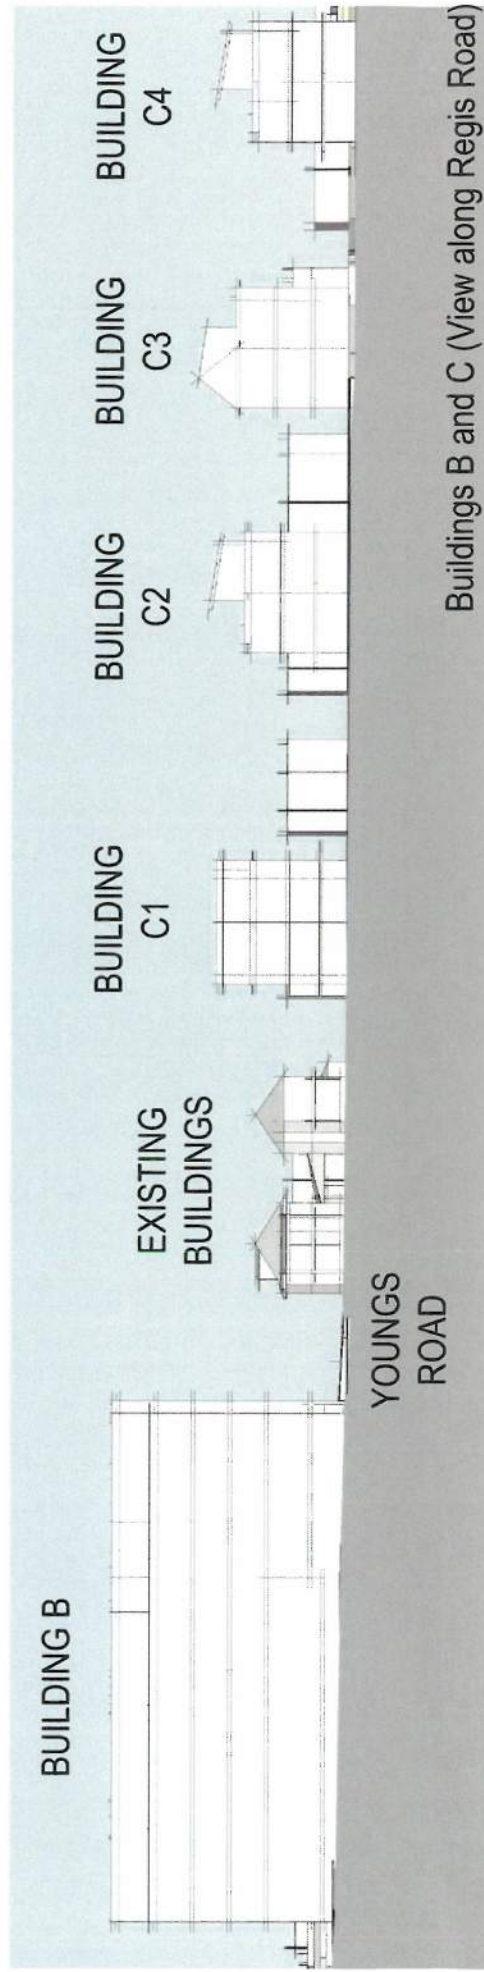 BUILDING B
YOUNGS
ROAD
EXISTING
BUILDINGS
BUILDING
C1
BUILDING
C2
BUILDING
C3
BUILDING
C4
Buildings B and C (View along Regis Road)